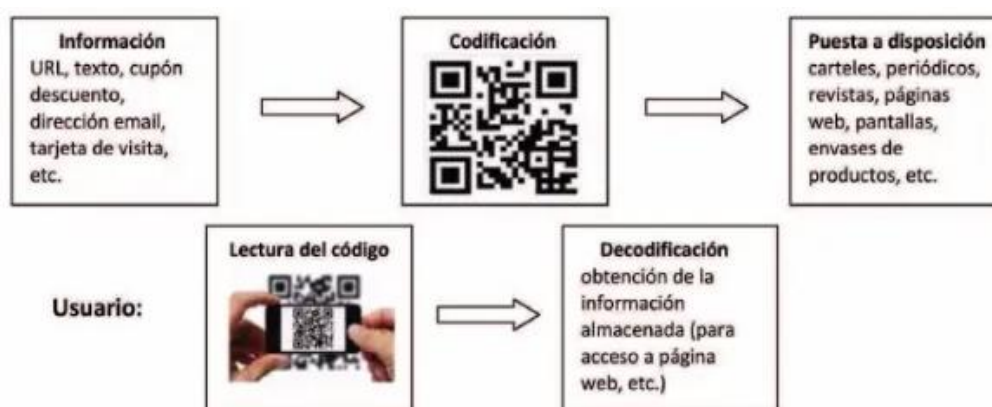 Información
URL, texto, cupón
descuento,
dirección email,
tarjeta de visita,
etc.
Codificación
Puesta a disposición
carteles, periódicos,
revistas, páginas
web, pantallas,
envases de
productos, etc.
Usuario:
Lectura del código
Decodificación
obtención de la
información
almacenada (para
acceso a página
web, etc.)